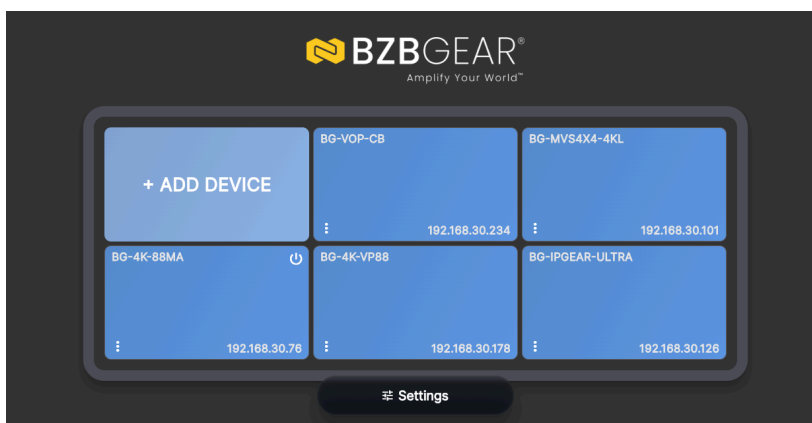 BZBGEAR®
Amplify Your World™
+ ADD DEVICE
BG-VOP-CB
192.168.30.234
BG-MVS4X4-4KL
192.168.30.101
BG-4K-88MA
192.168.30.76
BG-4K-VP88
192.168.30.178
BG-IPGEAR-ULTRA
192.168.30.126
Settings